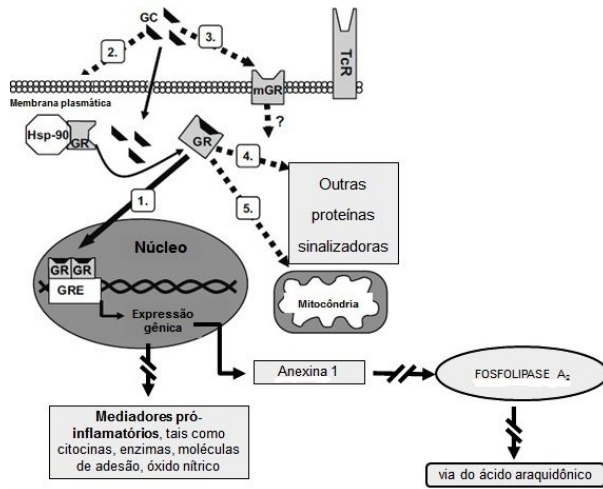 GC
2.
3.
TcR
mGR
Membrana plasmática
?
Hsp-90
GR
GR
4.
Outras
proteínas
sinalizadoras
5.
1.
Núcleo
GR GR
GRE
Expressão
gênica
Mitocôndria
Anexina 1
FOSFOLIPASE A₂
Mediadores pró-
inflamatórios, tais como
citocinas, enzimas, moléculas
de adesão, óxido nítrico
via do ácido araquidônico